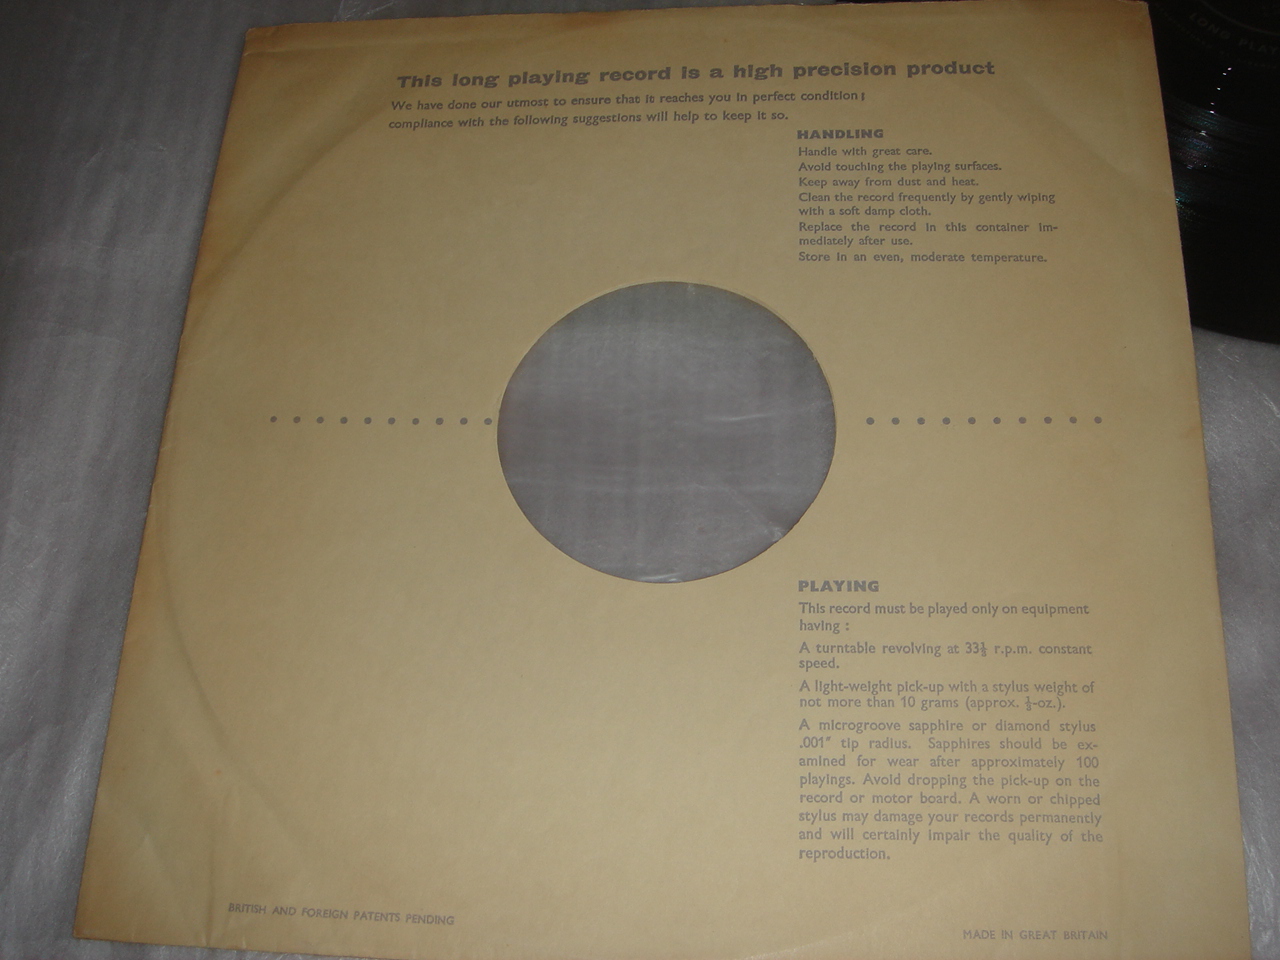 This long playing record is a high precision product
We have done our utmost to ensure that it reaches you in perfect condition;
compliance with the following suggestions will help to keep it so.
HANDLING
Handle with great care.
Avoid touching the playing surfaces.
Keep away from dust and heat.
Clean the record frequently by gently wiping
with a soft damp cloth.
Replace the record in this container im-
mediately after use.
Store in an even, moderate temperature.
PLAYING
This record must be played only on equipment
having :
A turntable revolving at 33⅓ r.p.m. constant
speed.
A light-weight pick-up with a stylus weight of
not more than 10 grams (approx. ⅓-oz.).
A microgroove sapphire or diamond stylus
.001" tip radius. Sapphires should be ex-
amined for wear after approximately 100
playings. Avoid dropping the pick-up on the
record or motor board. A worn or chipped
stylus may damage your records permanently
and will certainly impair the quality of the
reproduction.
BRITISH AND FOREIGN PATENTS PENDING
MADE IN GREAT BRITAIN
LONG PLAY